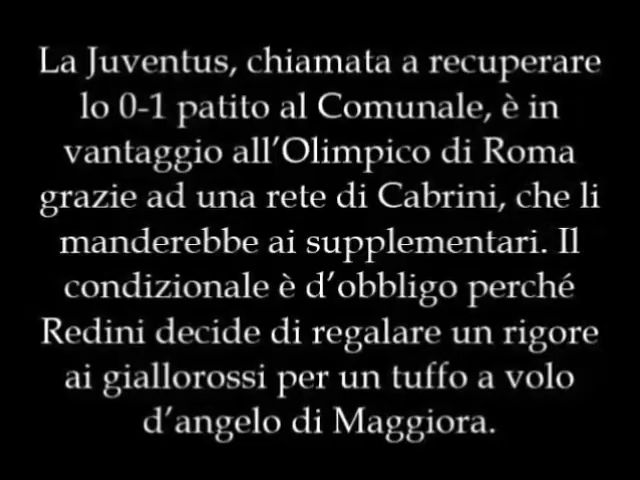 La Juventus, chiamata a recuperare
lo 0-1 patito al Comunale, è in
vantaggio all’Olimpico di Roma
grazie ad una rete di Cabrini, che li
manderebbe ai supplementari. Il
condizionale è d’obbligo perché
Redini decide di regalare un rigore
ai giallorossi per un tuffo a volo
d’angelo di Maggiora.